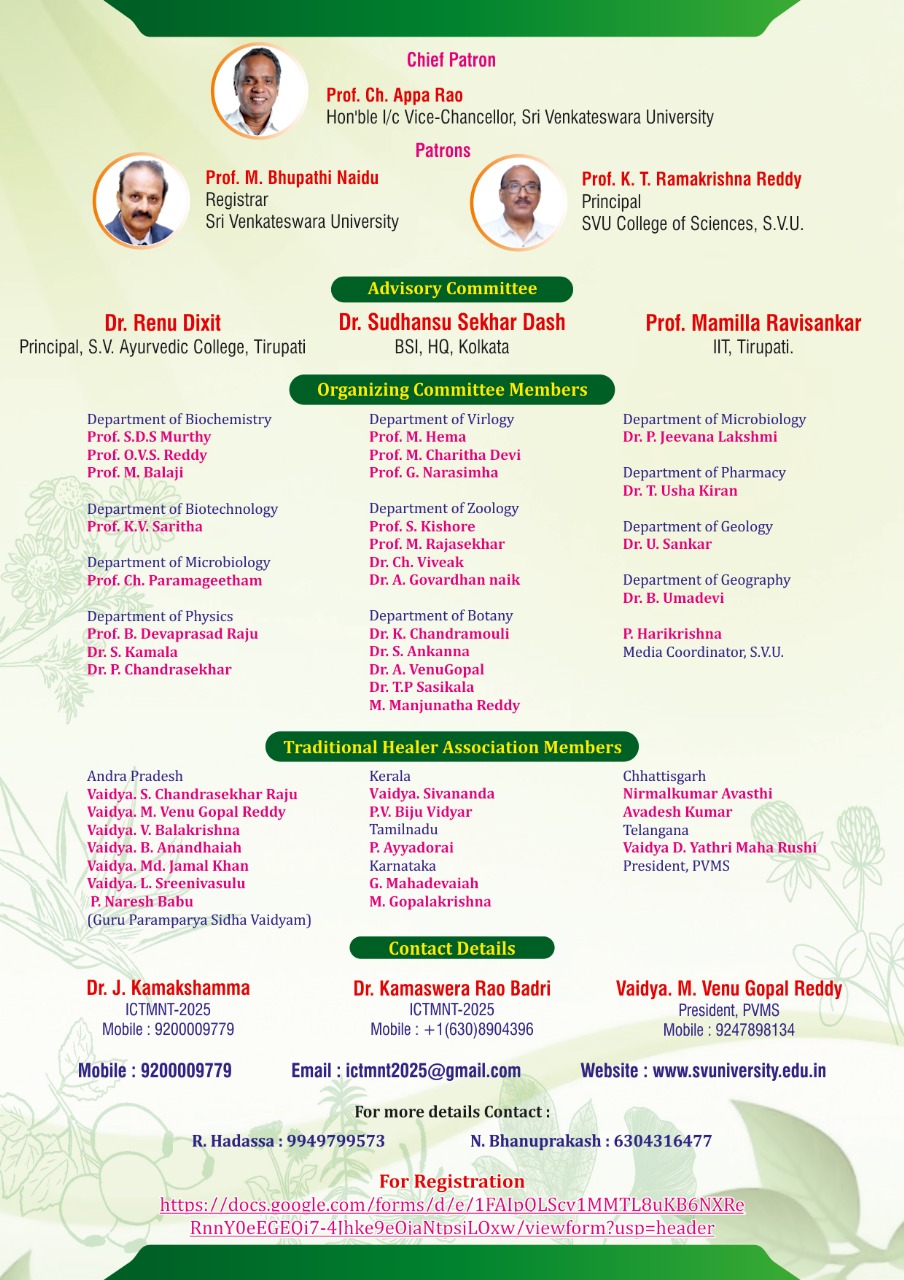 Chief Patron
Prof. Ch. Appa Rao
Hon'ble I/c Vice-Chancellor, Sri Venkateswara University
Patrons
Prof. M. Bhupathi Naidu
Registrar
Sri Venkateswara University
Prof. K. T. Ramakrishna Reddy
Principal
SVU College of Sciences, S.V.U.
Advisory Committee
Dr. Renu Dixit
Principal, S.V. Ayurvedic College, Tirupati
Dr. Sudhansu Sekhar Dash
BSI, HQ, Kolkata
Prof. Mamilla Ravisankar
IIT, Tirupati.
Organizing Committee Members
Department of Biochemistry
Prof. S.D.S Murthy
Prof. O.V.S. Reddy
Prof. M. Balaji
Department of Biotechnology
Prof. K.V. Saritha
Department of Microbiology
Prof. Ch. Paramageetham
Department of Physics
Prof. B. Devaprasad Raju
Dr. S. Kamala
Dr. P. Chandrasekhar
Department of Virlogy
Prof. M. Hema
Prof. M. Charitha Devi
Prof. G. Narasimha
Department of Zoology
Prof. S. Kishore
Prof. M. Rajasekhar
Dr. Ch. Viveak
Dr. A. Govardhan naik
Department of Botany
Dr. K. Chandramouli
Dr. S. Ankanna
Dr. A. VenuGopal
Dr. T.P Sasikala
M. Manjunatha Reddy
Department of Microbiology
Dr. P. Jeevana Lakshmi
Department of Pharmacy
Dr. T. Usha Kiran
Department of Geology
Dr. U. Sankar
Department of Geography
Dr. B. Umadevi
P. Harikrishna
Media Coordinator, S.V.U.
Traditional Healer Association Members
Andra Pradesh
Vaidya. S. Chandrasekhar Raju
Vaidya. M. Venu Gopal Reddy
Vaidya. V. Balakrishna
Vaidya. B. Anandhaiah
Vaidya. Md. Jamal Khan
Vaidya. L. Sreenivasulu
P. Naresh Babu
(Guru Paramparya Sidha Vaidyam)
Kerala
Vaidya. Sivananda
P.V. Biju Vidyar
Tamilnadu
P. Ayyadorai
Karnataka
G. Mahadevaiah
M. Gopalakrishna
Chhattisgarh
Nirmalkumar Avasthi
Avadesh Kumar
Telangana
Vaidya D. Yathri Maha Rushi
President, PVMS
Contact Details
Dr. J. Kamakshamma
ICTMNT-2025
Mobile : 9200009779
Dr. Kamaswera Rao Badri
ICTMNT-2025
Mobile : +1(630)8904396
Vaidya. M. Venu Gopal Reddy
President, PVMS
Mobile : 9247898134
Mobile : 9200009779
Email : ictmnt2025@gmail.com
Website : www.svuniversity.edu.in
For more details Contact :
R. Hadassa : 9949799573
N. Bhanuprakash : 6304316477
For Registration
https://docs.google.com/forms/d/e/1FAIpQLScv1MMTL8uKB6NXRe
RnnY0eEGEQi7-4Jhke9eOjaNtpsiLOxw/viewform?usp=header